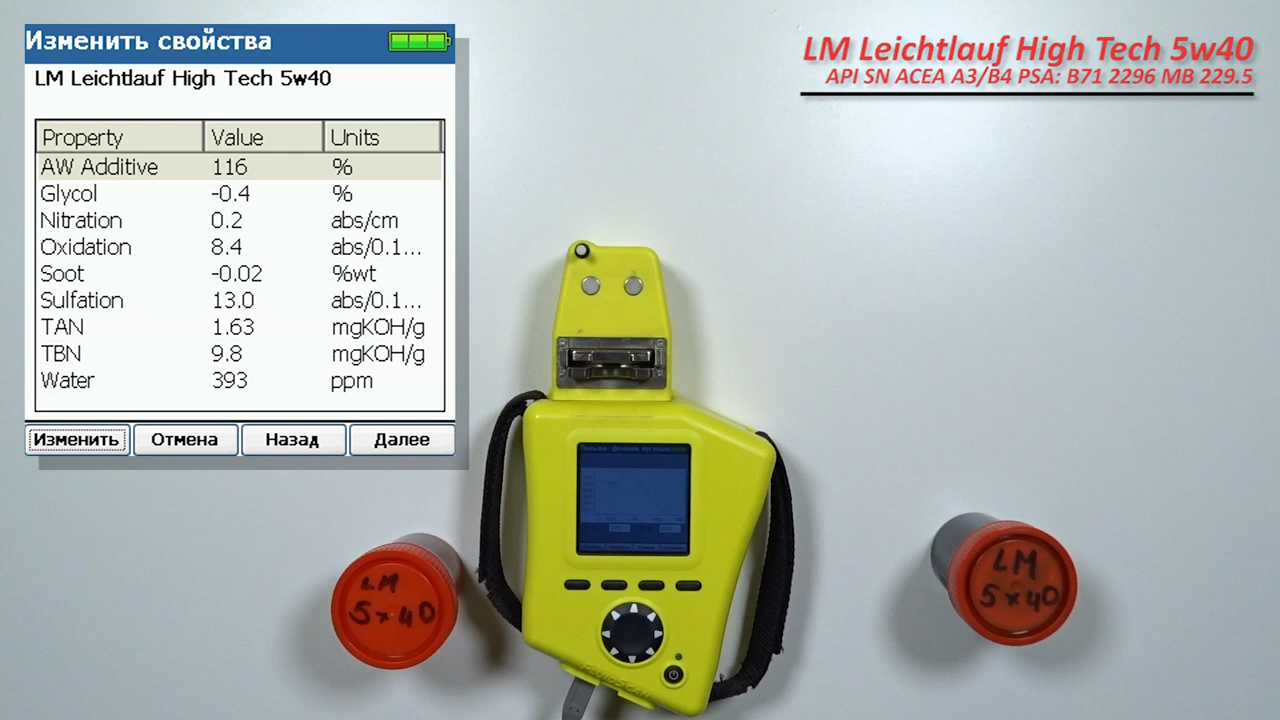 Изменить свойства
LM Leichtlauf High Tech 5w40
Property Value Units
AW Additive 116 %
Glycol -0.4 %
Nitration 0.2 abs/cm
Oxidation 8.4 abs/0.1...
Soot -0.02 %wt
Sulfation 13.0 abs/0.1...
TAN 1.63 mgKOH/g
TBN 9.8 mgKOH/g
Water 393 ppm
Изменить Отмена Назад Далее
LM Leichtlauf High Tech 5w40
API SN ACEA A3/B4 PSA: B71 2296 MB 229.5
LM
5x40
LM
5x40
FLUIDSCAN